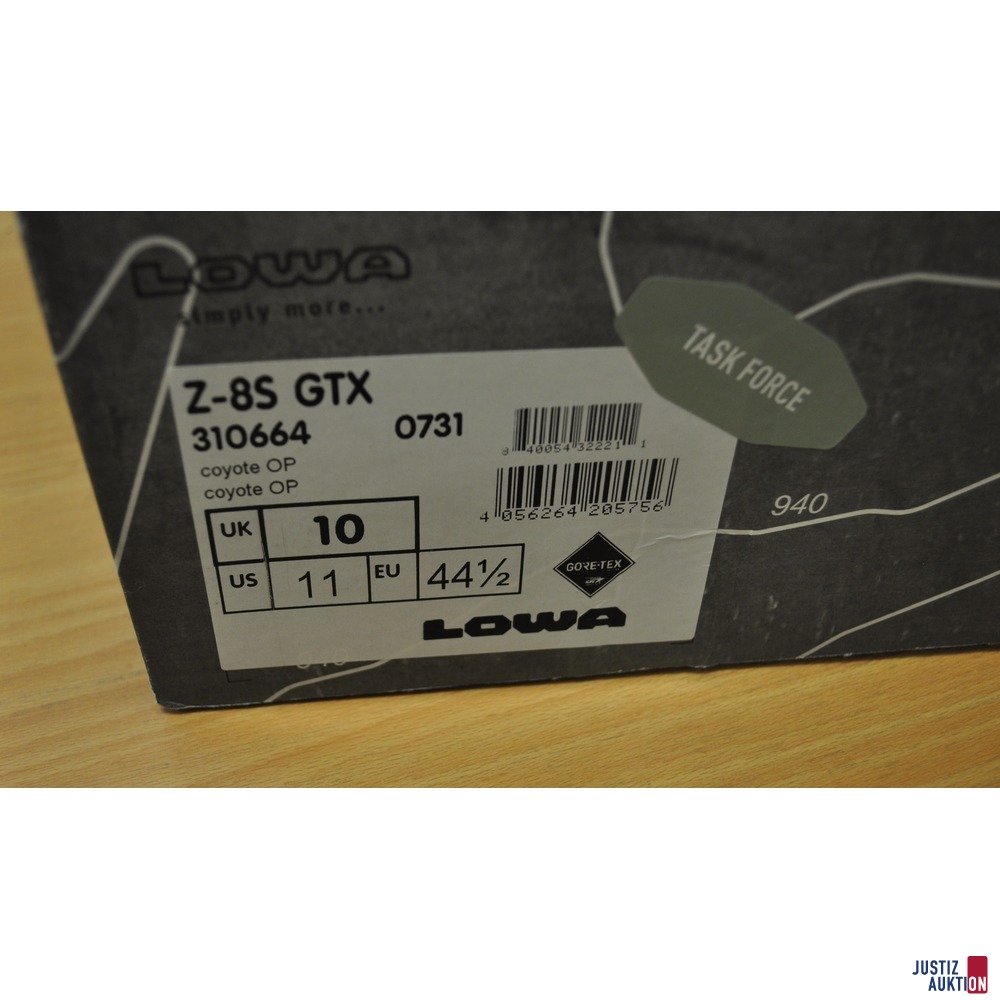 LOWA
simply more...
TASK FORCE
Z-8S GTX
310664 0731
coyote OP
coyote OP
8 40054 32221 1
4 056264 205756
UK 10
US 11 EU 44½
GORE-TEX
LOWA
940
940
JUSTIZ
AUKTION